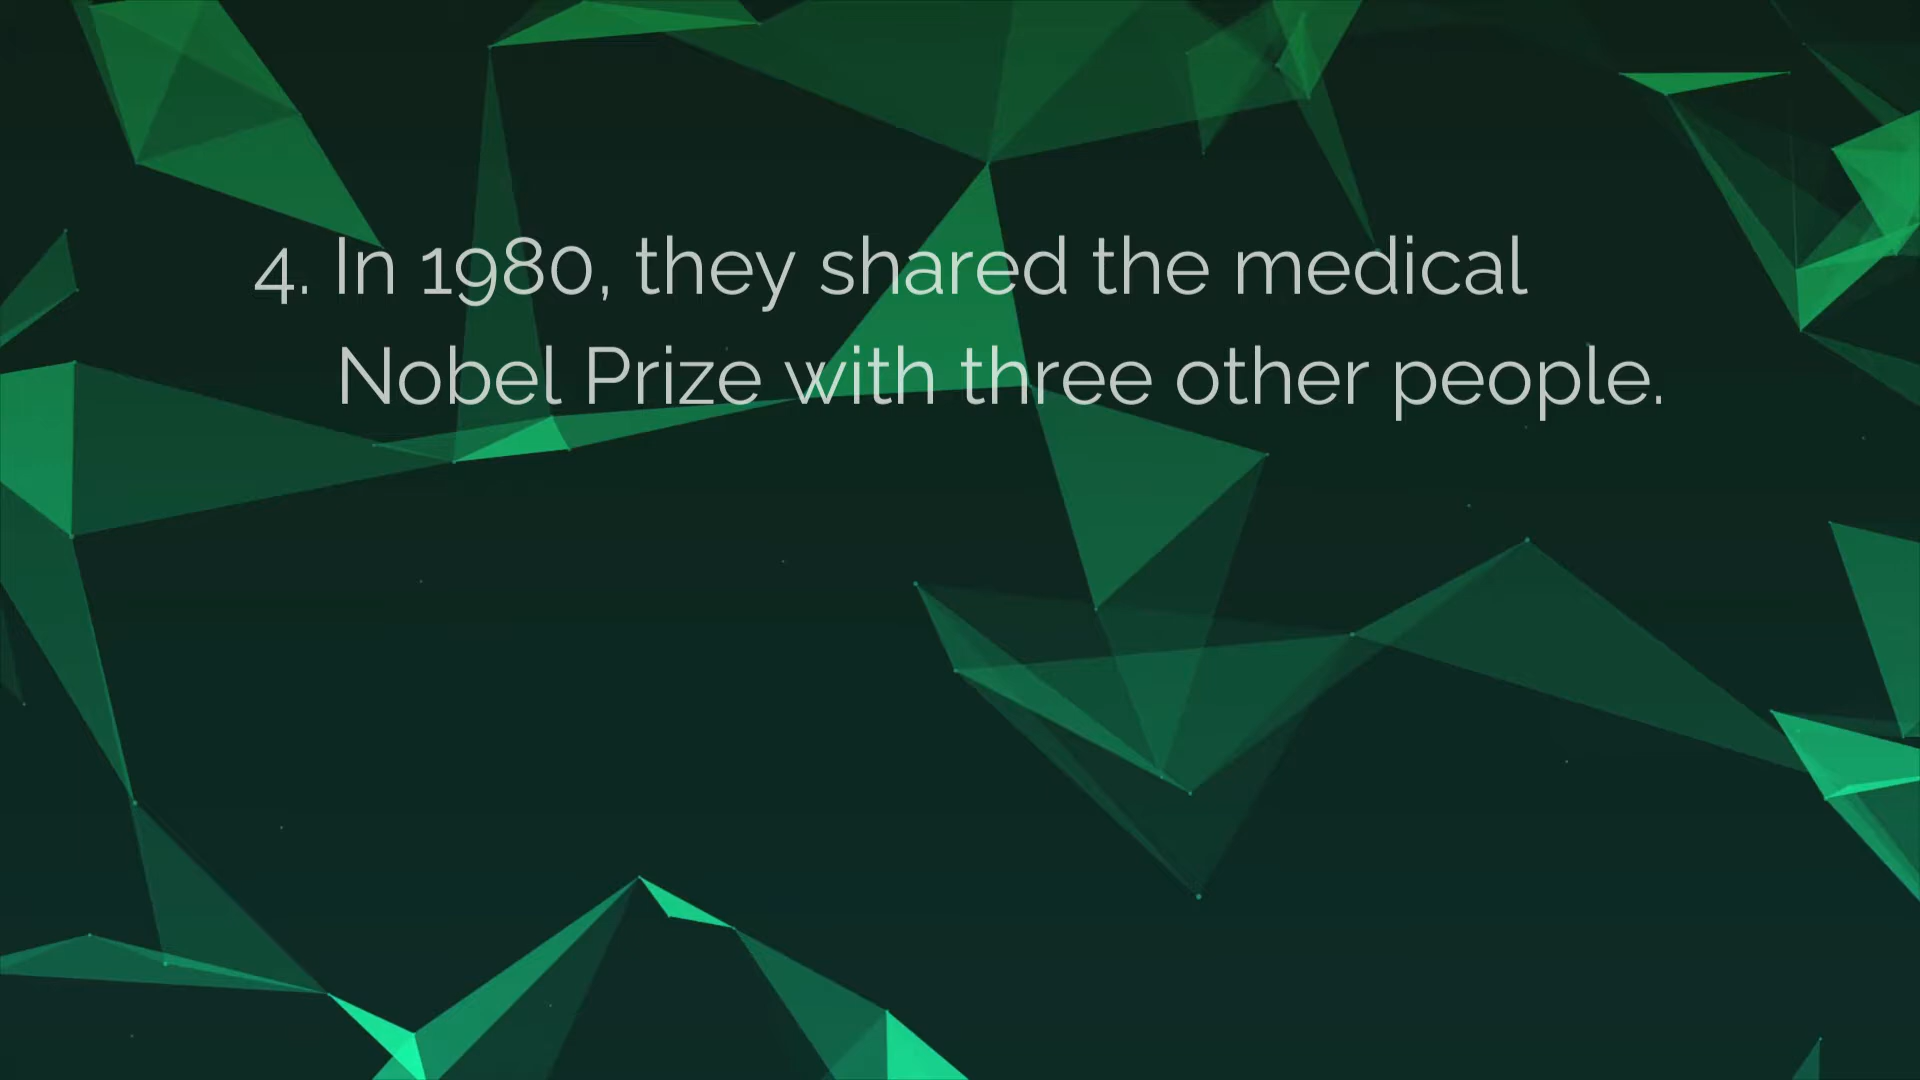 4. In 1980, they shared the medical
Nobel Prize with three other people.